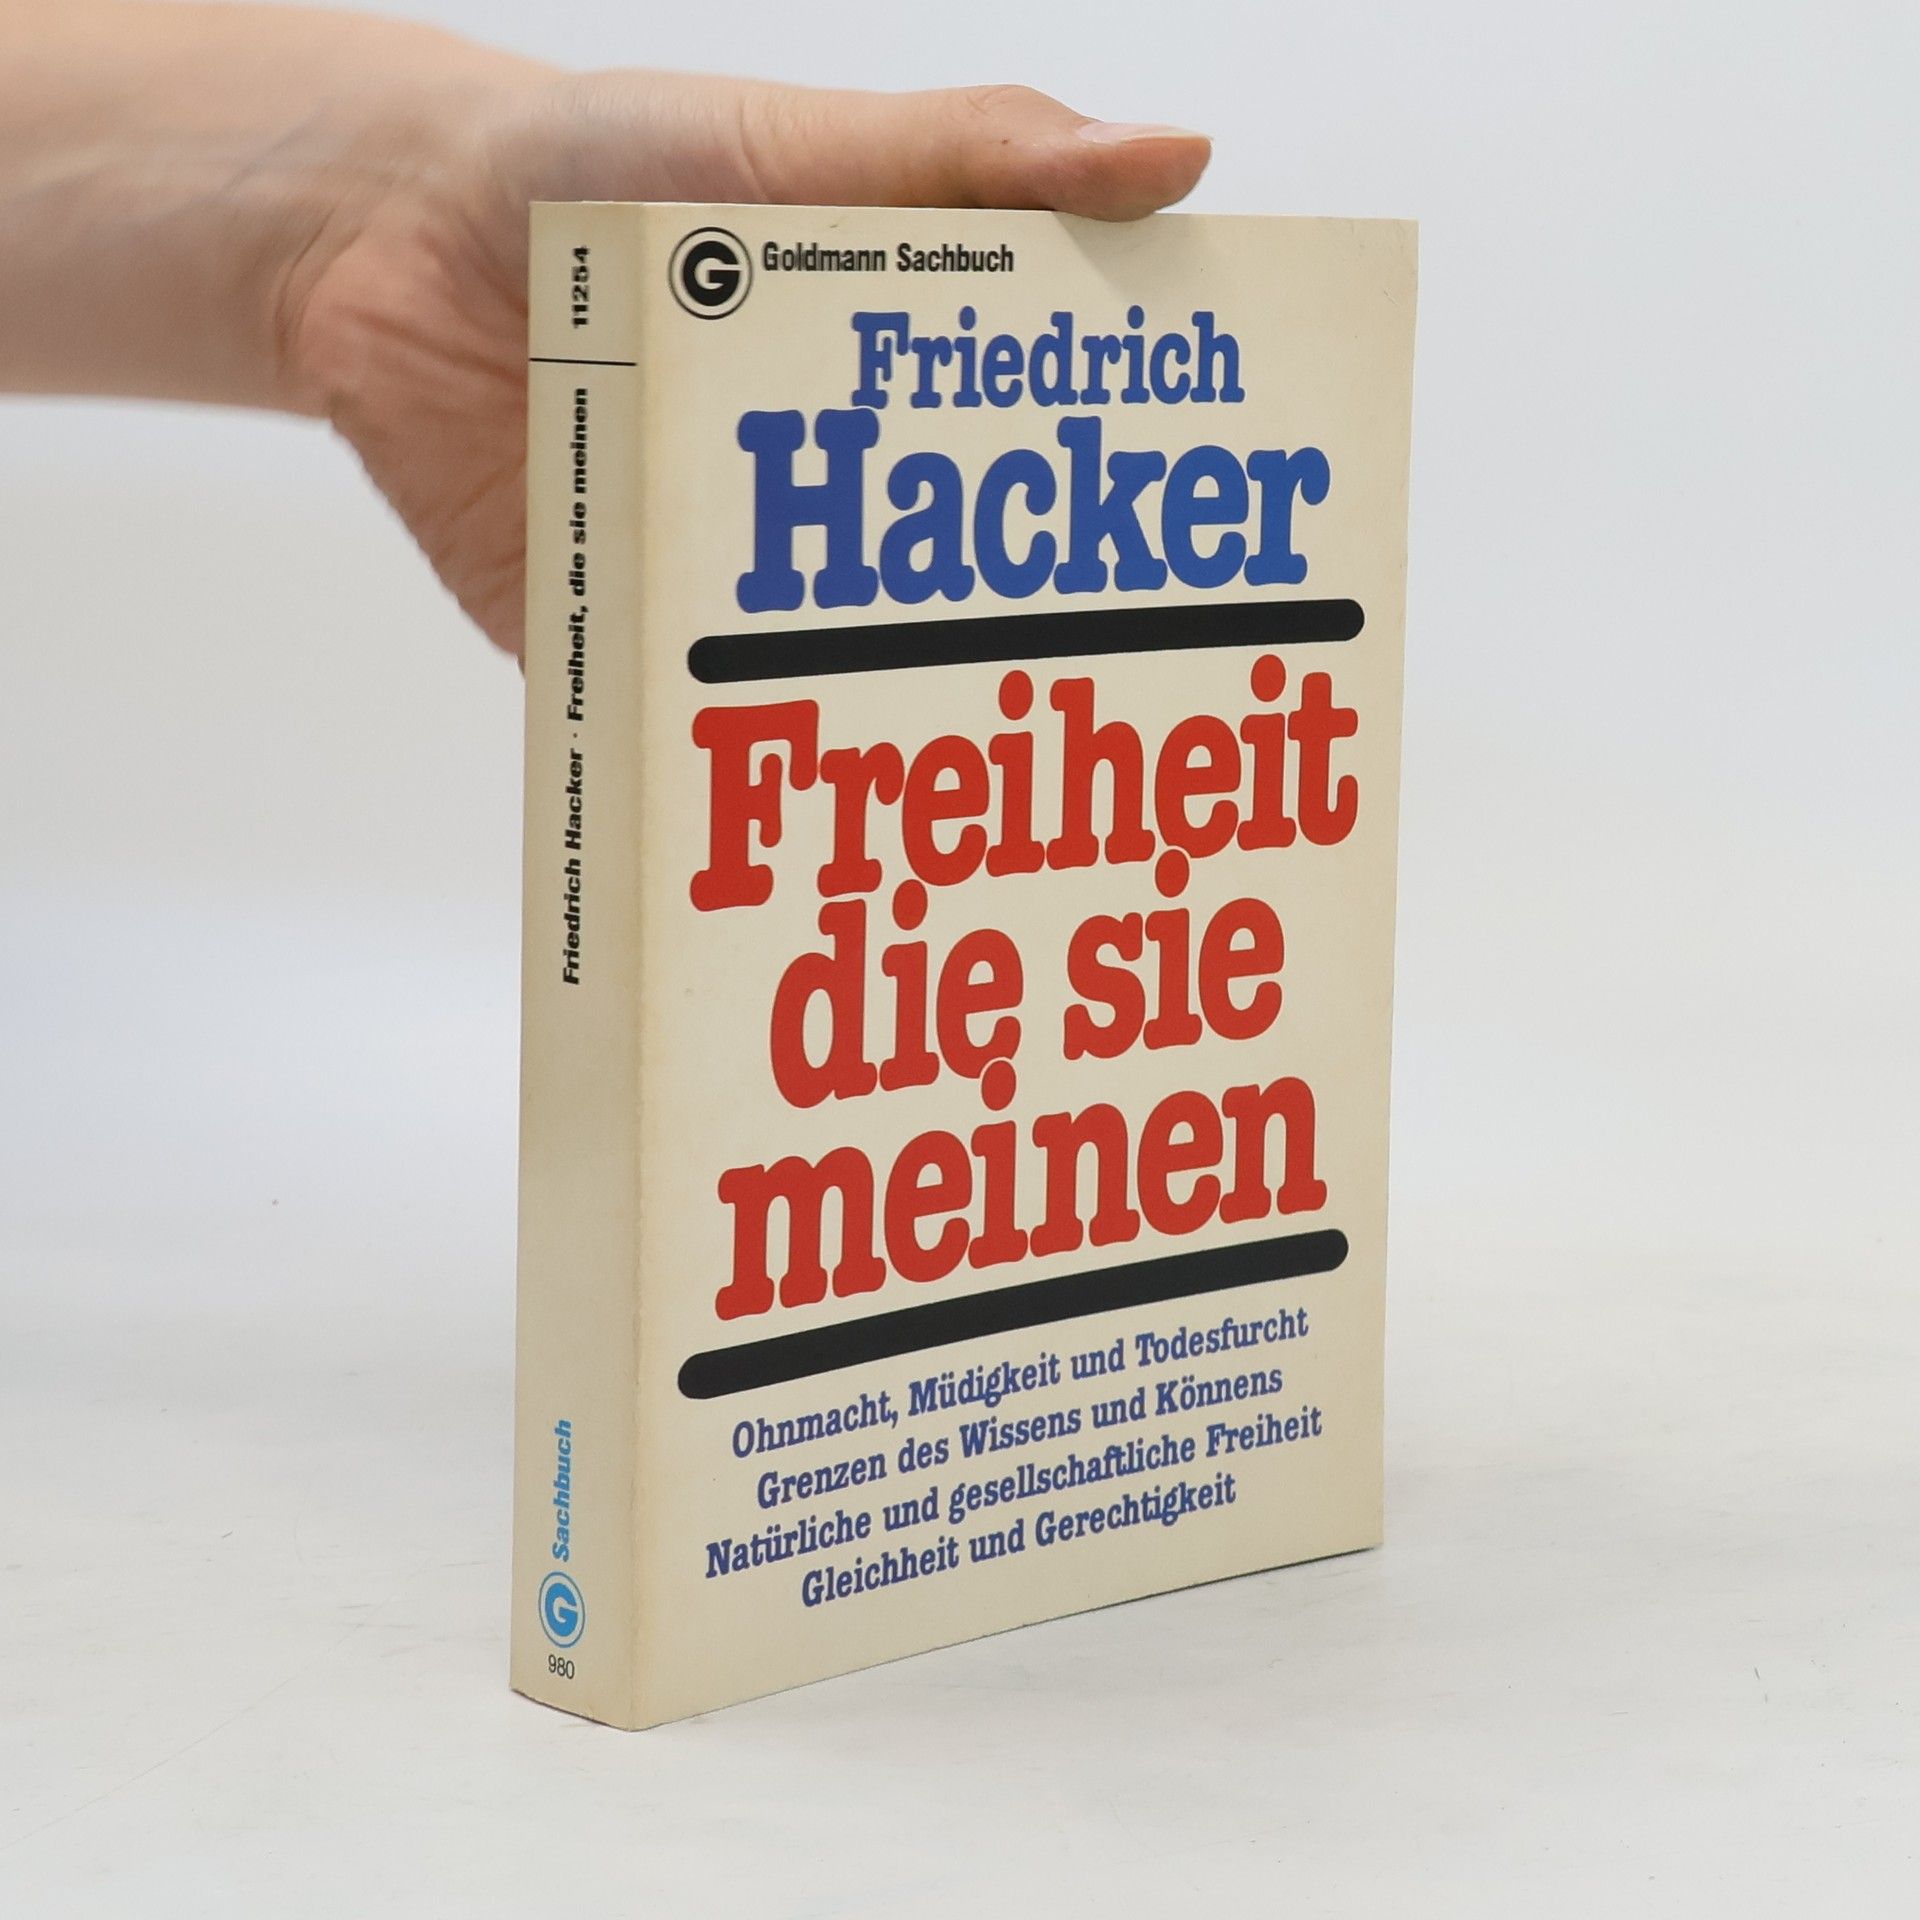 11254
Friedrich Hacker · Freiheit, die sie meinen
Sachbuch
G
980
G
Goldmann Sachbuch
Friedrich
Hacker
Freiheit
die sie
meinen
Ohnmacht, Müdigkeit und Todesfurcht
Grenzen des Wissens und Könnens
Natürliche und gesellschaftliche Freiheit
Gleichheit und Gerechtigkeit